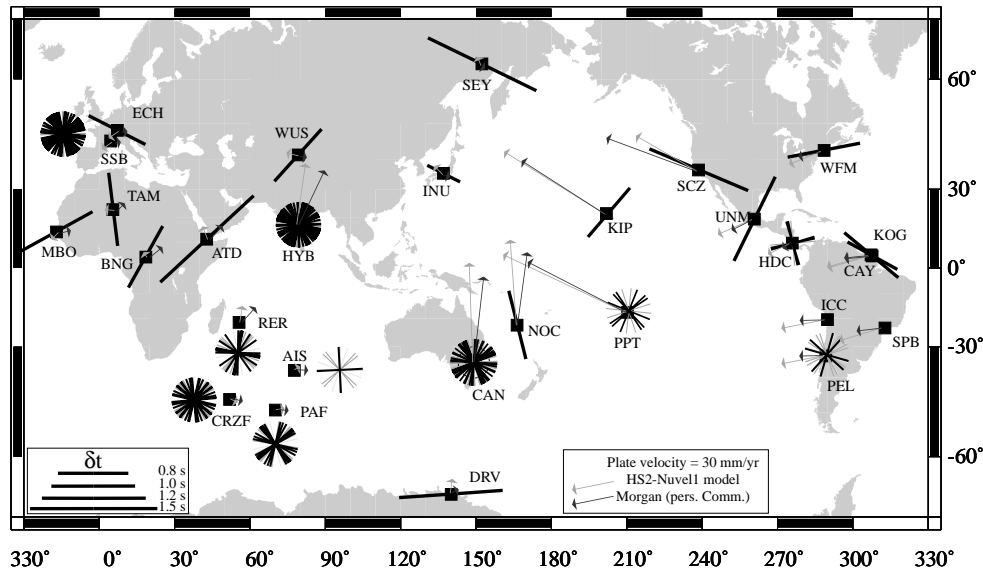 SEY
60°
ECH
SSB
WUS
WFM
INU
SCZ
30°
TAM
UNM
KIP
MBO
BNG
ATD
HYB
HDC
KOG
CAY
0°
RER
ICC
NOC
PPT
SPB
-30°
AIS
CAN
PEL
CRZF
PAF
δt
0.8 s
1.0 s
1.2 s
1.5 s
DRV
Plate velocity = 30 mm/yr
HS2-Nuvel1 model
Morgan (pers. Comm.)
-60°
330° 0° 30° 60° 90° 120° 150° 180° 210° 240° 270° 300° 330°